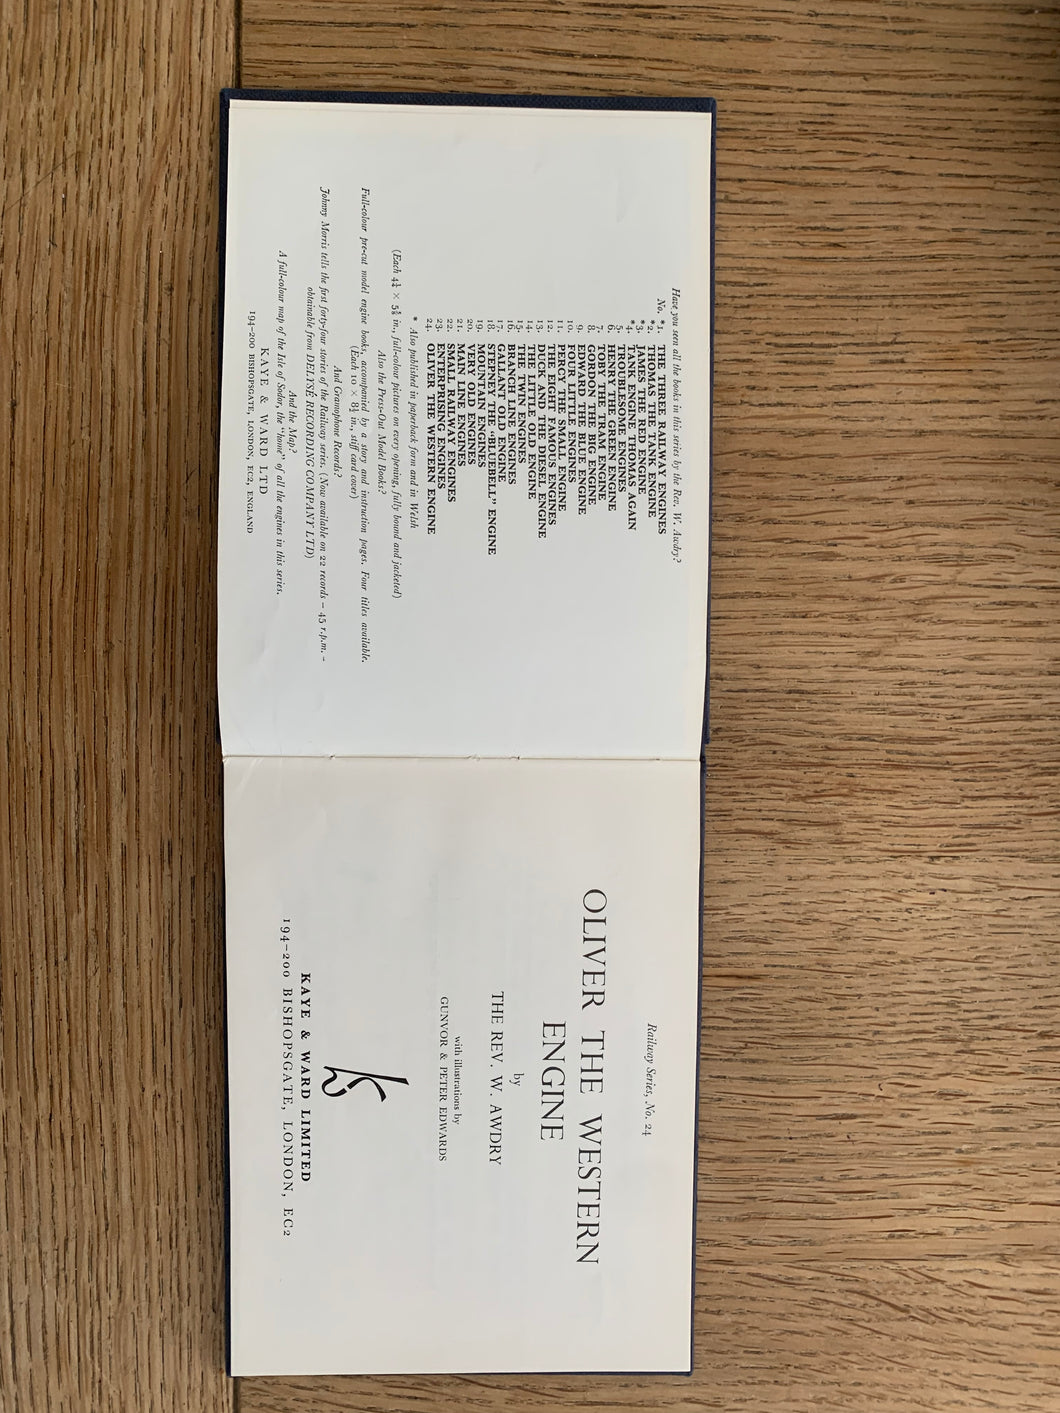 Have you seen all the books in this series by the Rev. W. Awdry?
No. *1. THE THREE RAILWAY ENGINES
*2. THOMAS THE TANK ENGINE
*3. JAMES THE RED ENGINE
*4. TANK ENGINE THOMAS AGAIN
5. TROUBLESOME ENGINES
6. HENRY THE GREEN ENGINE
7. TOBY THE TRAM ENGINE
8. GORDON THE BIG ENGINE
9. EDWARD THE BLUE ENGINE
10. FOUR LITTLE ENGINES
11. PERCY THE SMALL ENGINE
12. THE EIGHT FAMOUS ENGINES
13. DUCK AND THE DIESEL ENGINE
14. THE LITTLE OLD ENGINE
15. THE TWIN ENGINES
16. BRANCH LINE ENGINES
17. GALLANT OLD ENGINE
18. STEPNEY THE "BLUEBELL" ENGINE
19. MOUNTAIN ENGINES
20. VERY OLD ENGINES
21. MAIN LINE ENGINES
22. SMALL RAILWAY ENGINES
23. ENTERPRISING ENGINES
24. OLIVER THE WESTERN ENGINE
* Also published in paperback form and in Welsh
(Each 4¼ × 5⅞ in., full-colour pictures on every opening, fully bound and jacketed)
Also the Press-Out Model Books?
Full-colour pre-cut model engine books, accompanied by a story and instruction pages. Four titles available.
(Each 10 × 8½ in., stiff card cover)
And Gramophone Records?
Johnny Morris tells the first forty-four stories of the Railway series. (Now available on 22 records – 45 r.p.m. –
obtainable from DELYSÉ RECORDING COMPANY LTD)
And the Map?
A full-colour map of the Isle of Sodor, the "home" of all the engines in this series.
KAYE & WARD LTD
194–200 BISHOPSGATE, LONDON, EC2, ENGLAND
Railway Series, No. 24
OLIVER THE WESTERN
ENGINE
by
THE REV. W. AWDRY
with illustrations by
GUNVOR & PETER EDWARDS
KAYE & WARD LIMITED
194–200 BISHOPSGATE, LONDON, EC2